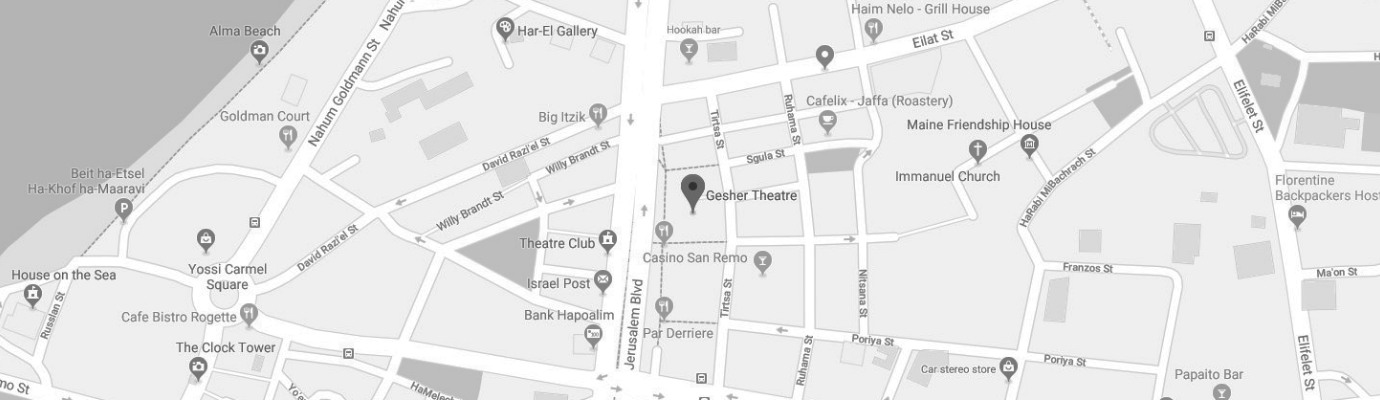 Nahum
Haim Nelo - Grill House
Alma Beach
Har-El Gallery
Hookah bar
Eilat St
Nahum Goldmann St
Elifelet St
Goldman Court
Big Itzik
Cafelix - Jaffa (Roastery)
Tirtsa St
Ruhama St
Maine Friendship House
David Razi'el St
Willy Brandt St
Sgula St
Immanuel Church
HaRabi MiBachrach St
Beit ha-Etsel
Ha-Khof ha-Maaravi
Gesher Theatre
Florentine
Backpackers Host
Willy Brandt St
David Razi'el St
Theatre Club
Casino San Remo
Yossi Carmel
Square
House on the Sea
Israel Post
Franzos St
Ma'on St
Russlan St
Jerusalem Blvd
Tirtsa St
Nitsana St
Cafe Bistro Rogette
Bank Hapoalim
Par Derriere
Poriya St
Ruhama St
Poriya St
Elifelet St
The Clock Tower
Car stereo store
Papaito Bar
mo St
HaMelech